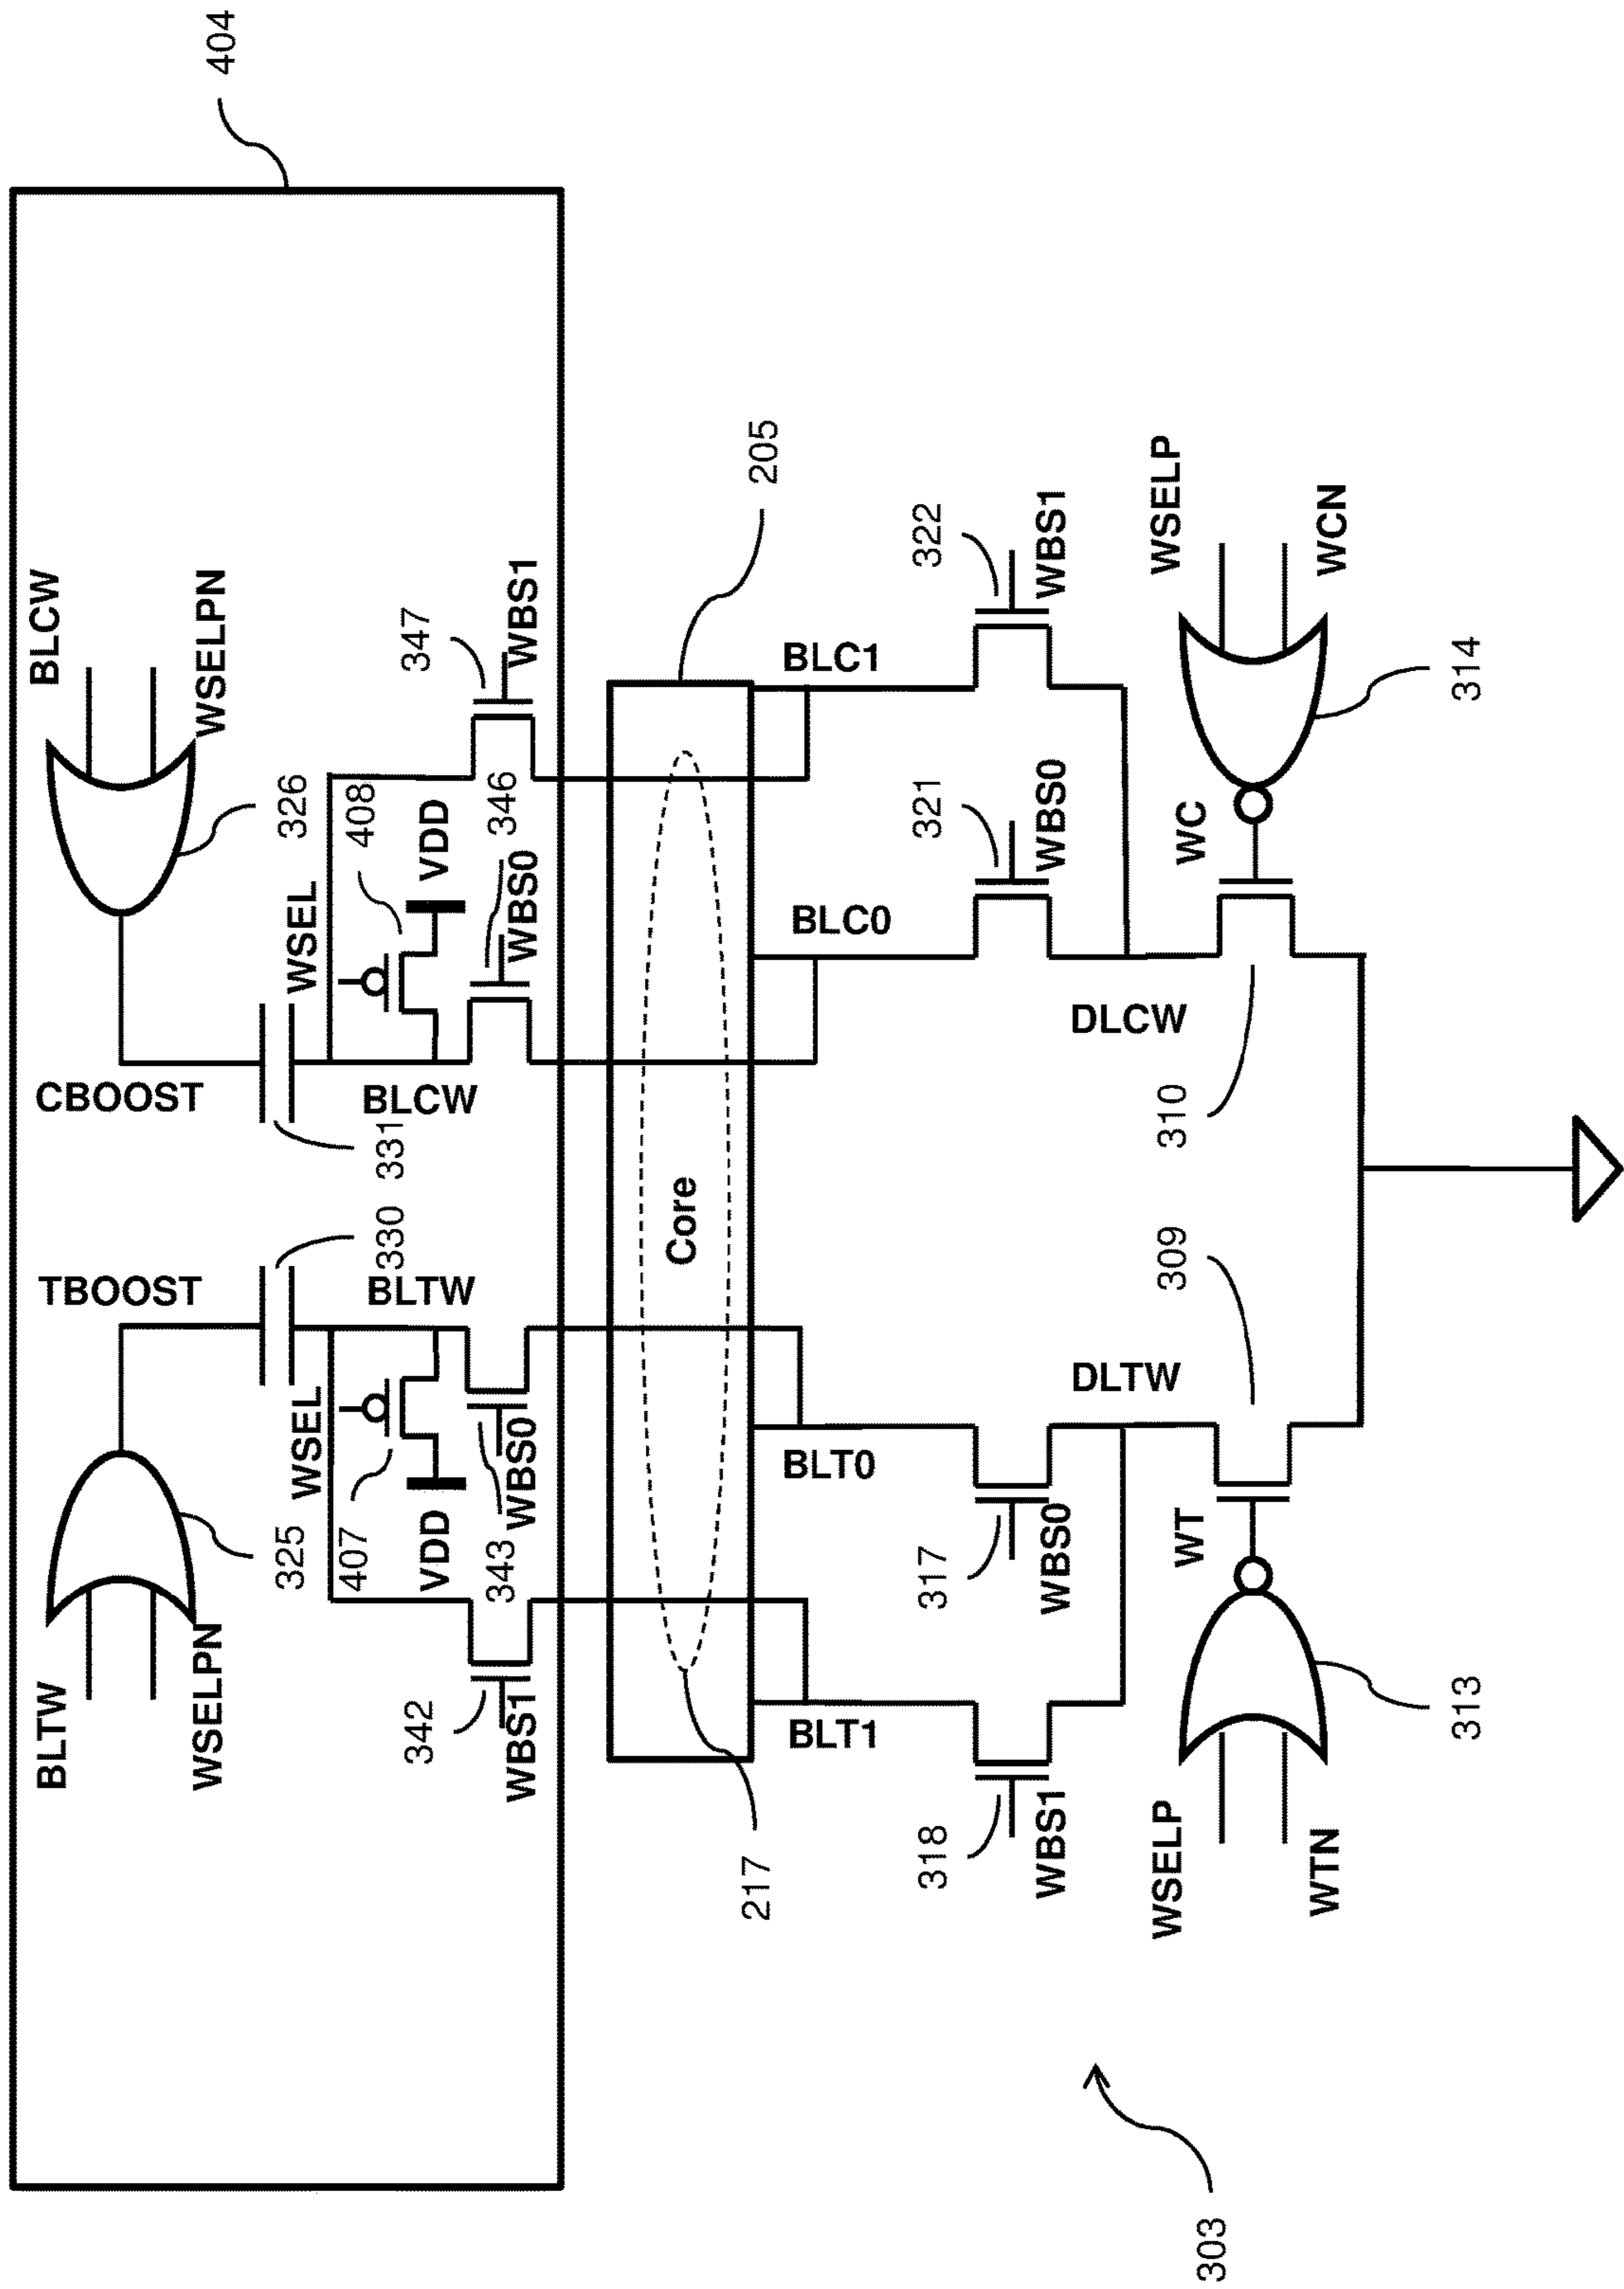 404
BLCW
WSELPN
326
CBOOST
331
WSEL
408
VDD
BLCW
347
WBS1
346
WBS0
TBOOST
330
BLTW
WSEL
407
VDD
343
WBS0
325
BLTW
WSELPN
342
WBS1
205
Core
217
BLC1
322
WBS1
BLC0
321
WBS0
BLT0
317
WBS0
BLT1
318
WBS1
DLCW
310
WC
WSELP
WCN
314
DLTW
309
WT
WSELP
WTN
313
303